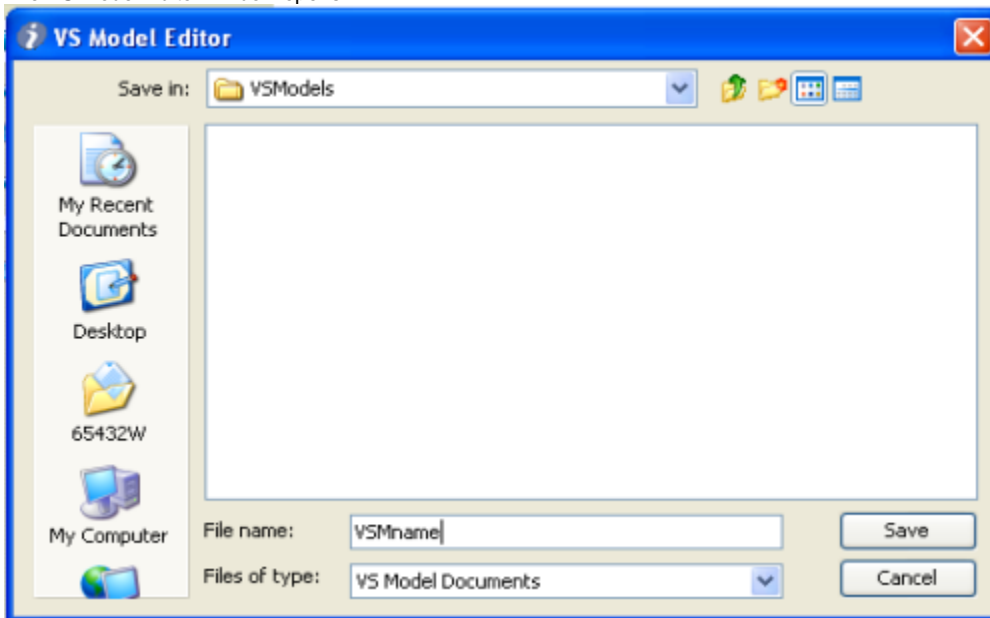 VS Model Editor
Save in:
VSModels
My Recent
Documents
Desktop
65432W
My Computer
File name:
VSMname
Save
Files of type:
VS Model Documents
Cancel